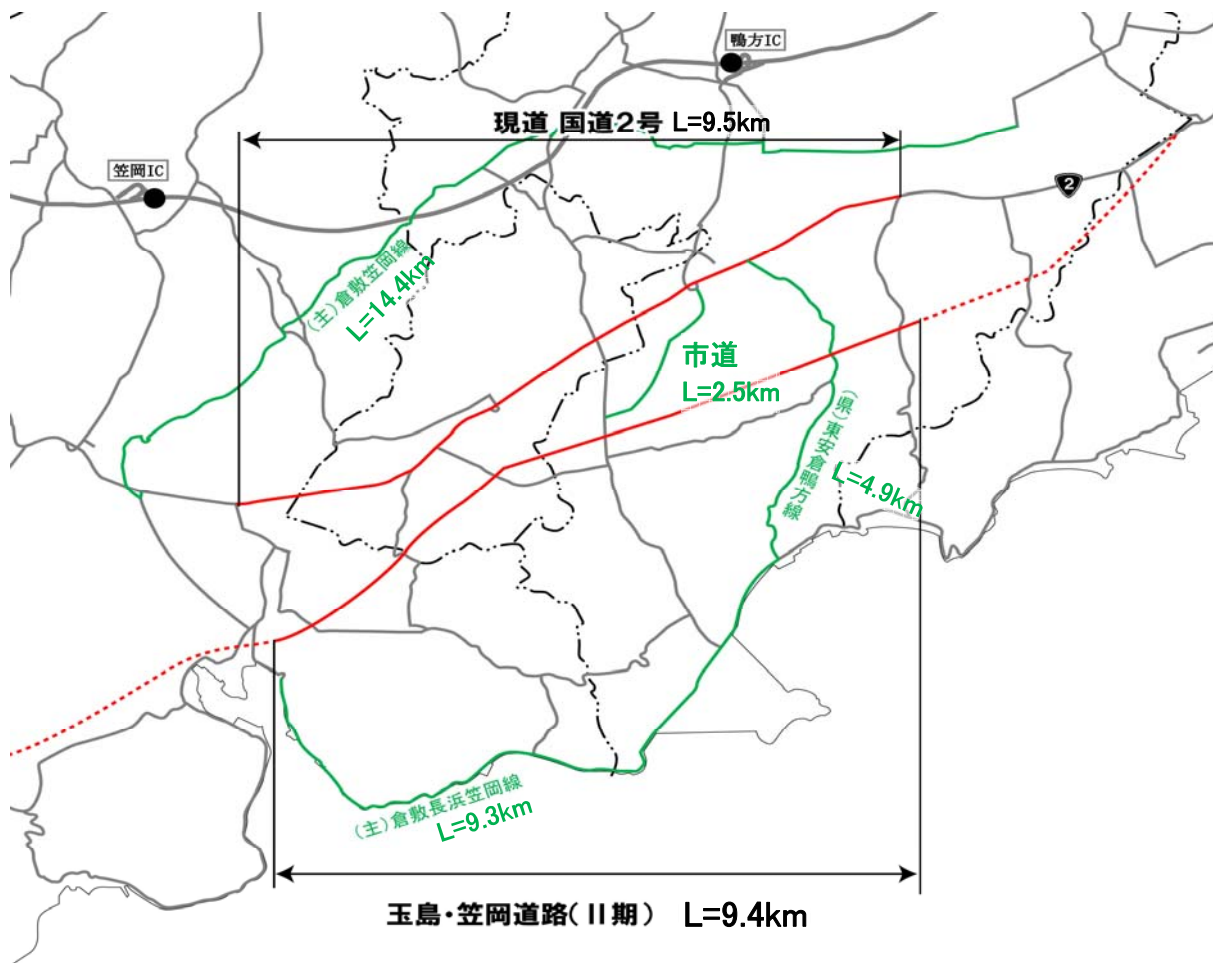 鴨方IC
現道 国道2号 L=9.5km
笠岡IC
2
(主)倉敷笠岡線
L=14.4km
市道
L=2.5km
(県)東安倉鴨方線
L=4.9km
(主)倉敷長浜笠岡線
L=9.3km
玉島・笠岡道路(Ⅱ期) L=9.4km